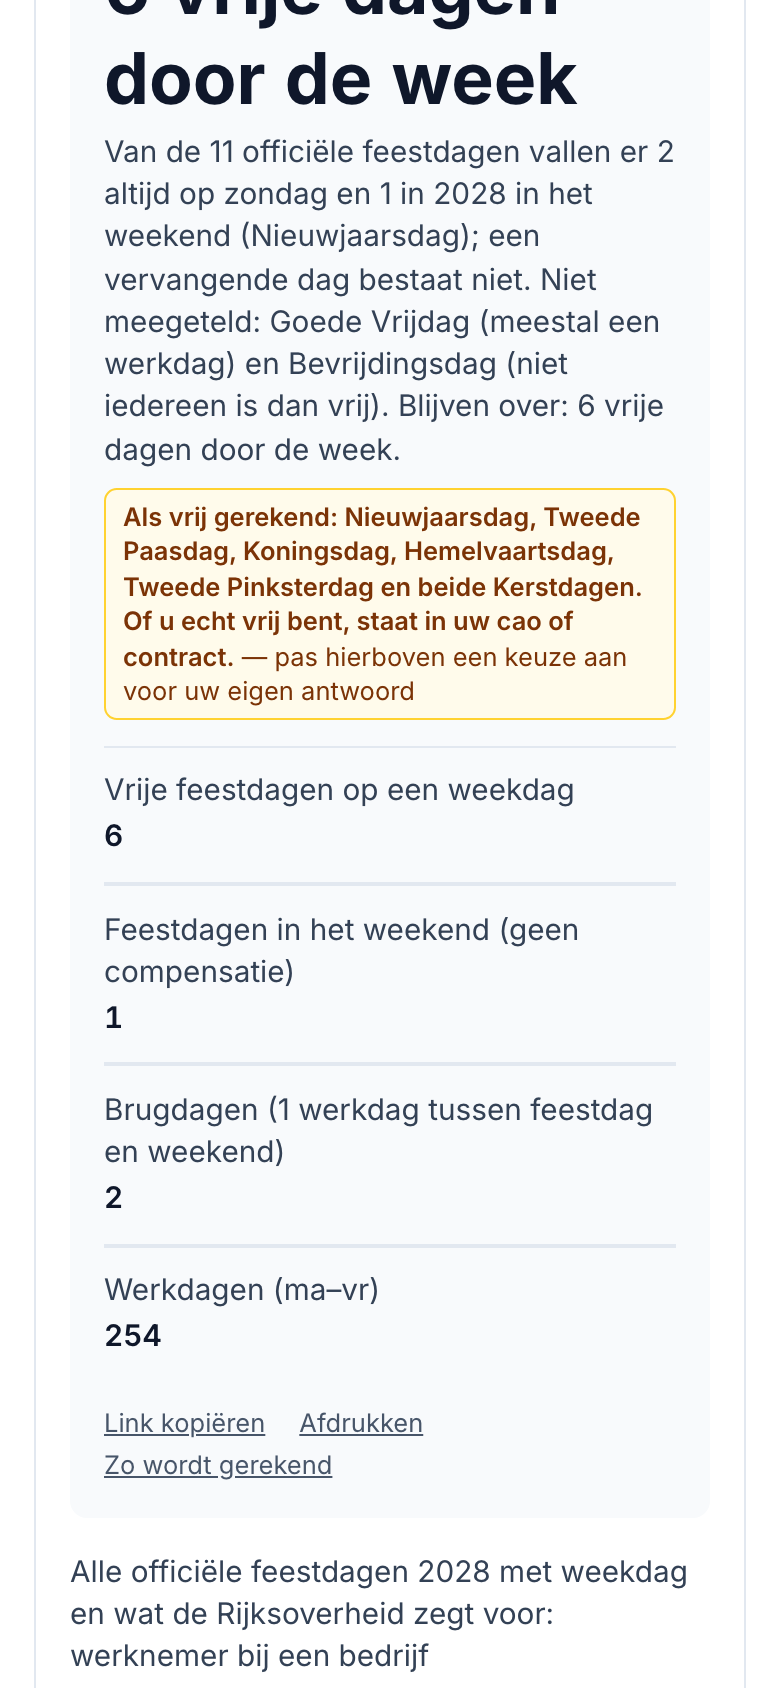 6 vrije dagen
door de week
Van de 11 officiële feestdagen vallen er 2
altijd op zondag en 1 in 2028 in het
weekend (Nieuwjaarsdag); een
vervangende dag bestaat niet. Niet
meegeteld: Goede Vrijdag (meestal een
werkdag) en Bevrijdingsdag (niet
iedereen is dan vrij). Blijven over: 6 vrije
dagen door de week.
Als vrij gerekend: Nieuwjaarsdag, Tweede
Paasdag, Koningsdag, Hemelvaartsdag,
Tweede Pinksterdag en beide Kerstdagen.
Of u echt vrij bent, staat in uw cao of
contract. — pas hierboven een keuze aan
voor uw eigen antwoord
Vrije feestdagen op een weekdag
6
Feestdagen in het weekend (geen
compensatie)
1
Brugdagen (1 werkdag tussen feestdag
en weekend)
2
Werkdagen (ma–vr)
254
Link kopiëren Afdrukken
Zo wordt gerekend
Alle officiële feestdagen 2028 met weekdag
en wat de Rijksoverheid zegt voor:
werknemer bij een bedrijf